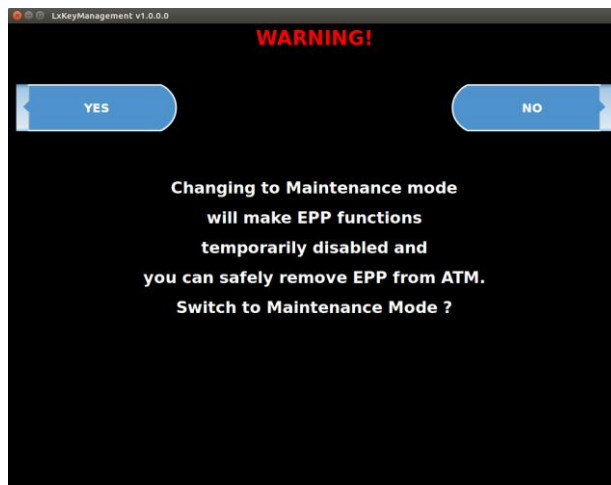 LxKeyManagement v1.0.0.0
WARNING!
YES
NO
Changing to Maintenance mode
will make EPP functions
temporarily disabled and
you can safely remove EPP from ATM.
Switch to Maintenance Mode ?